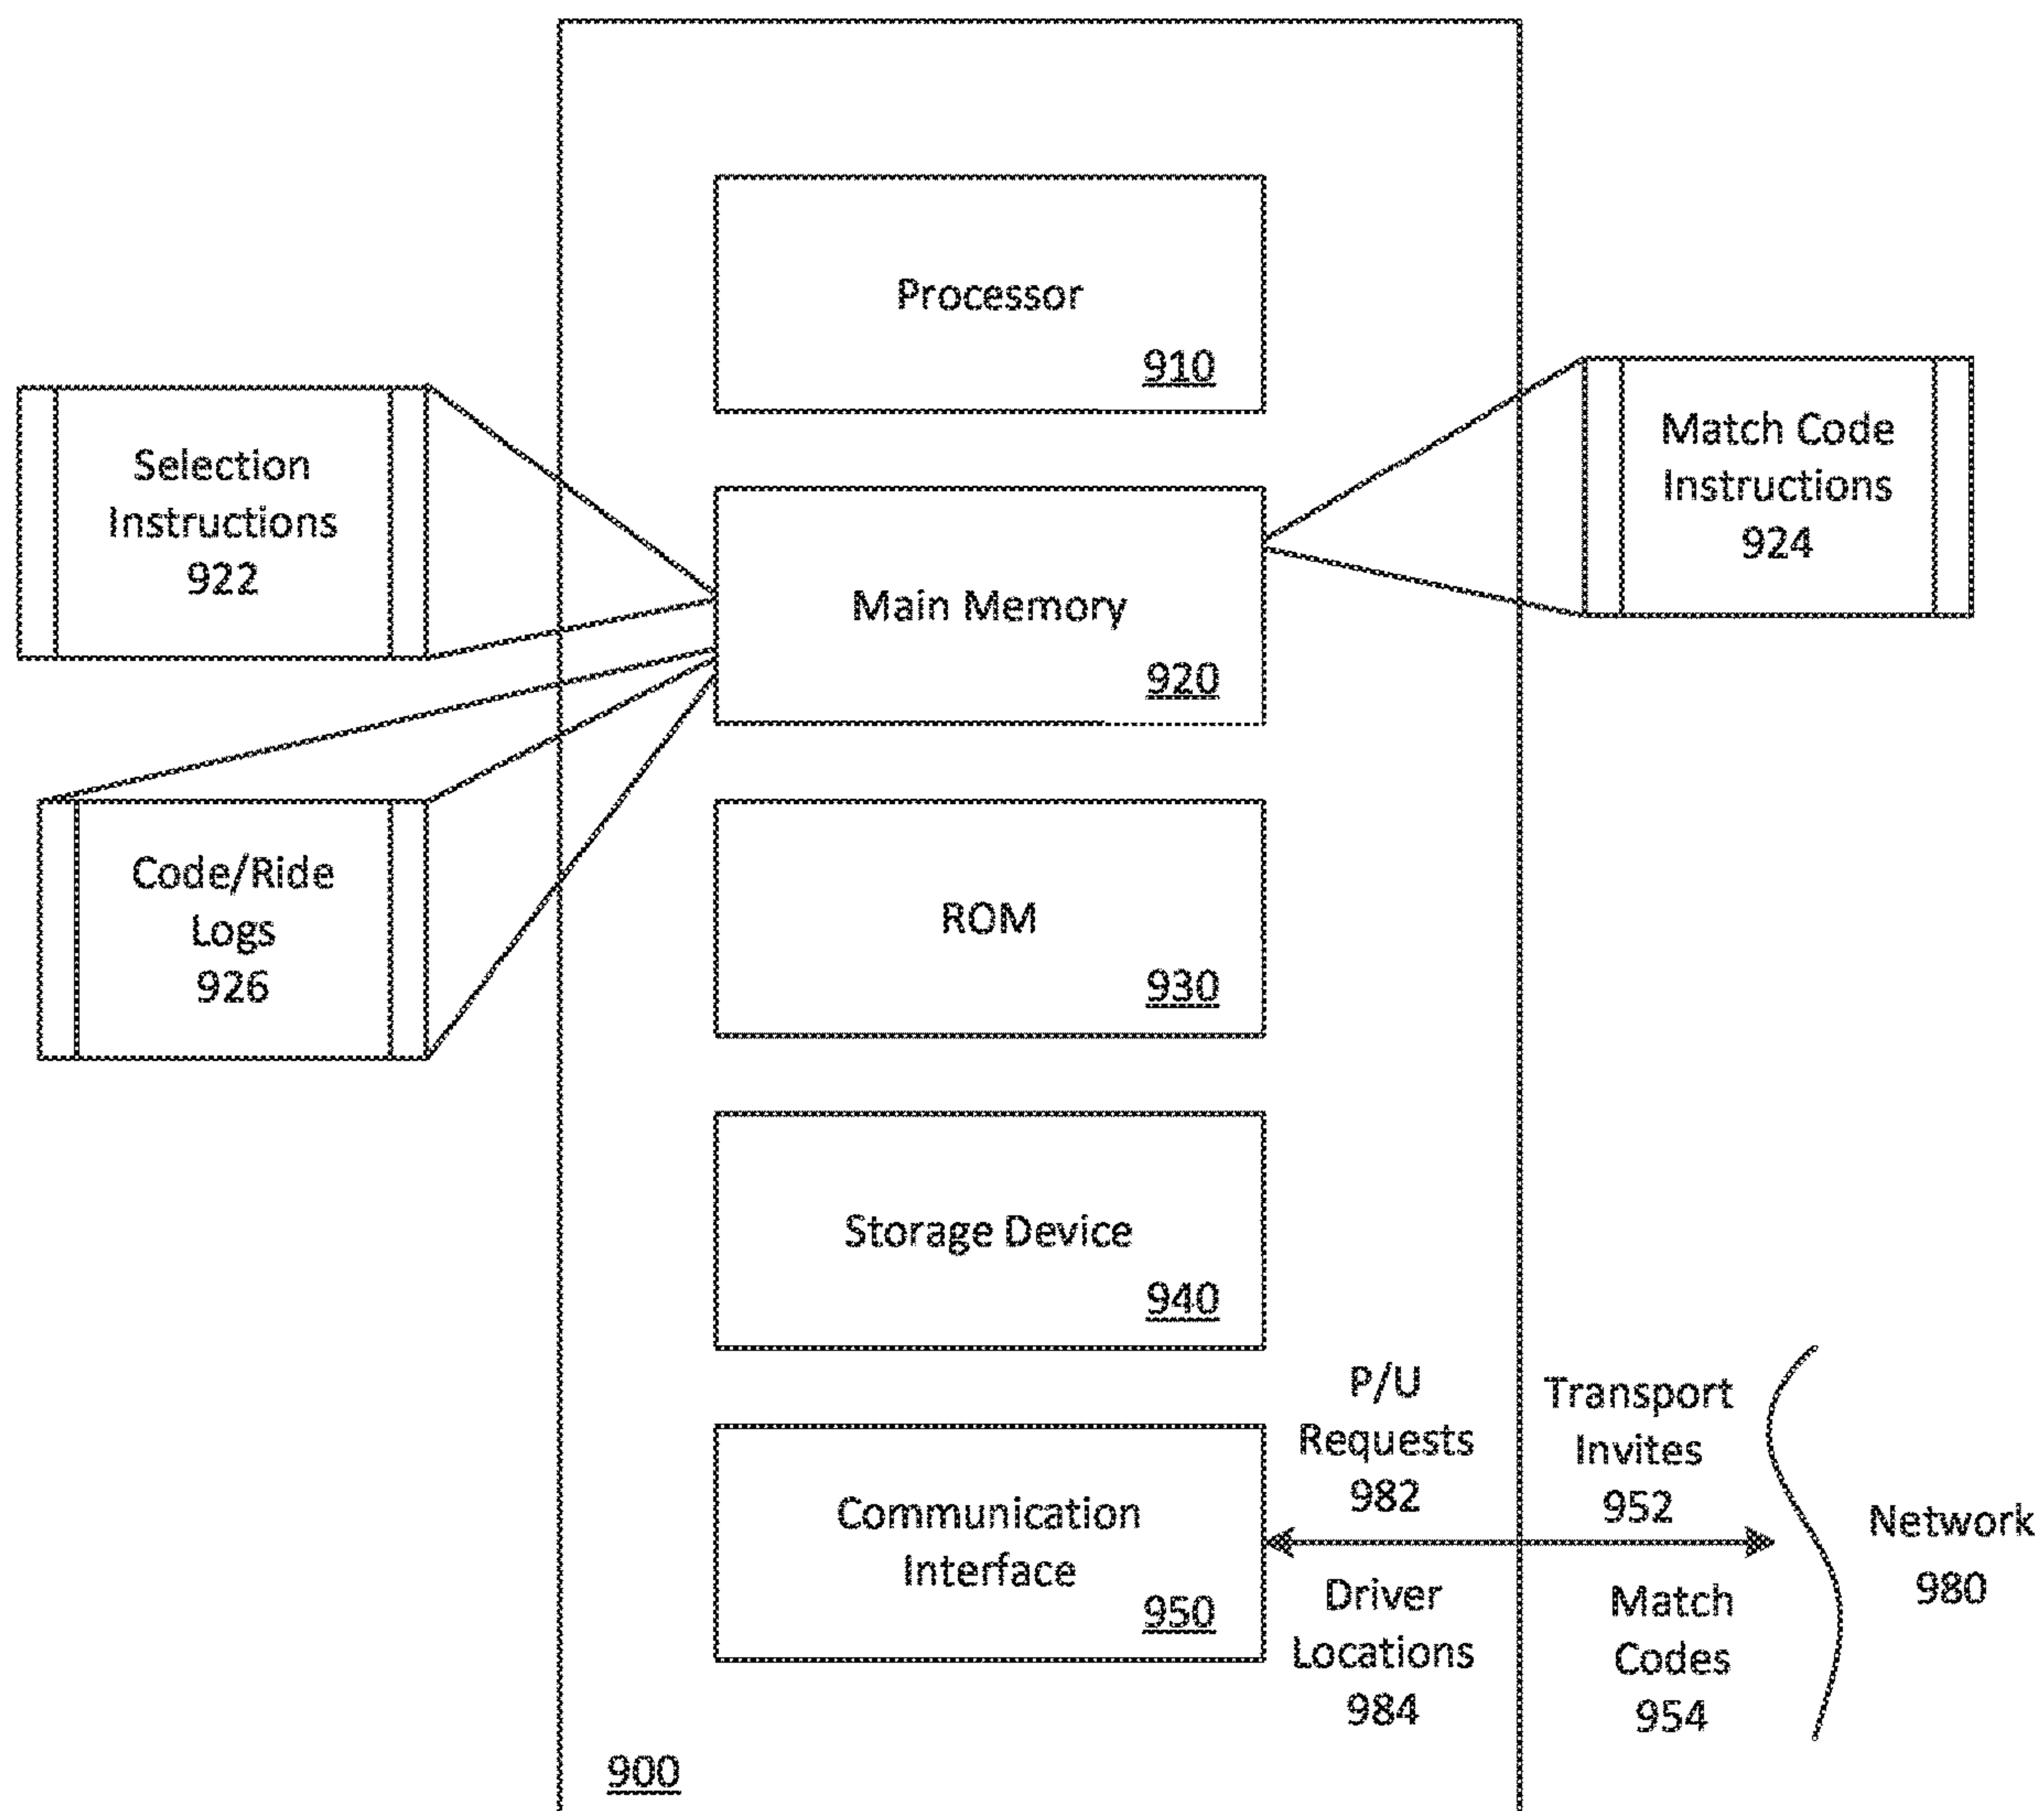 Processor
910
Selection
Instructions
922
Match Code
Instructions
924
Main Memory
920
Code/Ride
Logs
926
ROM
930
Storage Device
940
Communication
Interface
950
P/U
Requests
982
Transport
Invites
952
Driver
Locations
984
Match
Codes
954
Network
980
900